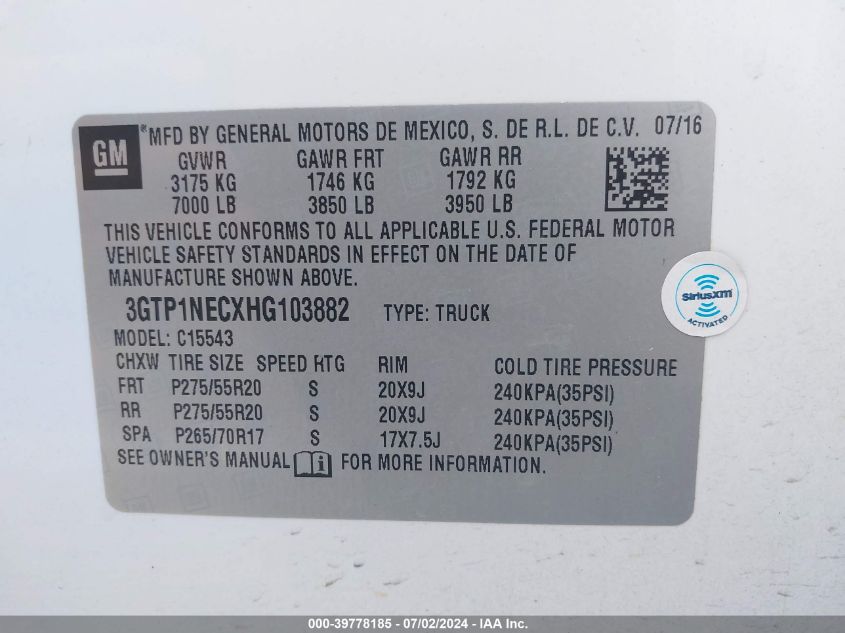 GM
*MFD BY GENERAL MOTORS DE MEXICO, S. DE R.L. DE C.V. 07/16
GVWR GAWR FRT GAWR RR
3175 KG 1746 KG 1792 KG
7000 LB 3850 LB 3950 LB
THIS VEHICLE CONFORMS TO ALL APPLICABLE U.S. FEDERAL MOTOR
VEHICLE SAFETY STANDARDS IN EFFECT ON THE DATE OF
MANUFACTURE SHOWN ABOVE.
3GTP1NECXHG103882 TYPE: TRUCK
MODEL: C15543
CHXW TIRE SIZE SPEED RTG RIM COLD TIRE PRESSURE
FRT P275/55R20 S 20X9J 240KPA(35PSI)
RR P275/55R20 S 20X9J 240KPA(35PSI)
SPA P265/70R17 S 17X7.5J 240KPA(35PSI)
SEE OWNER'S MANUAL i FOR MORE INFORMATION.
SiriusXM
ACTIVATED
000-39778185 - 07/02/2024 - IAA Inc.